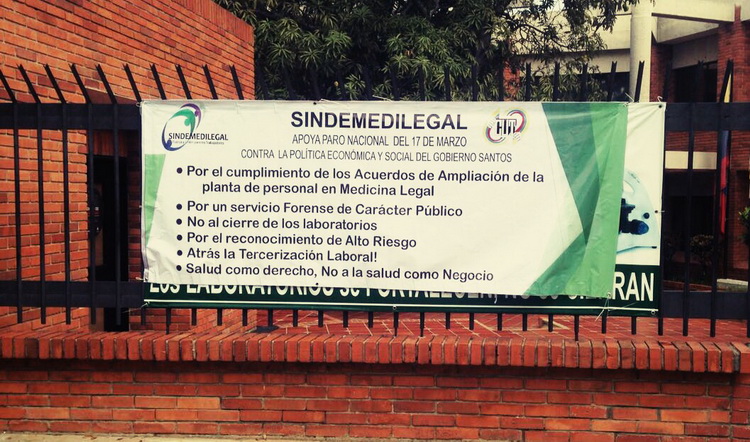 SINDEMEDILEGAL
SINDEMEDILEGAL
APOYA PARO NACIONAL DEL 17 DE MARZO
CONTRA LA POLÍTICA ECONÓMICA Y SOCIAL DEL GOBIERNO SANTOS
• Por el cumplimiento de los Acuerdos de Ampliación de la
planta de personal en Medicina Legal
• Por un servicio Forense de Carácter Público
• No al cierre de los laboratorios
• Por el reconocimiento de Alto Riesgo
• Atrás la Tercerización Laboral!
• Salud como derecho, No a la salud como Negocio
LOS LABORATORIOS